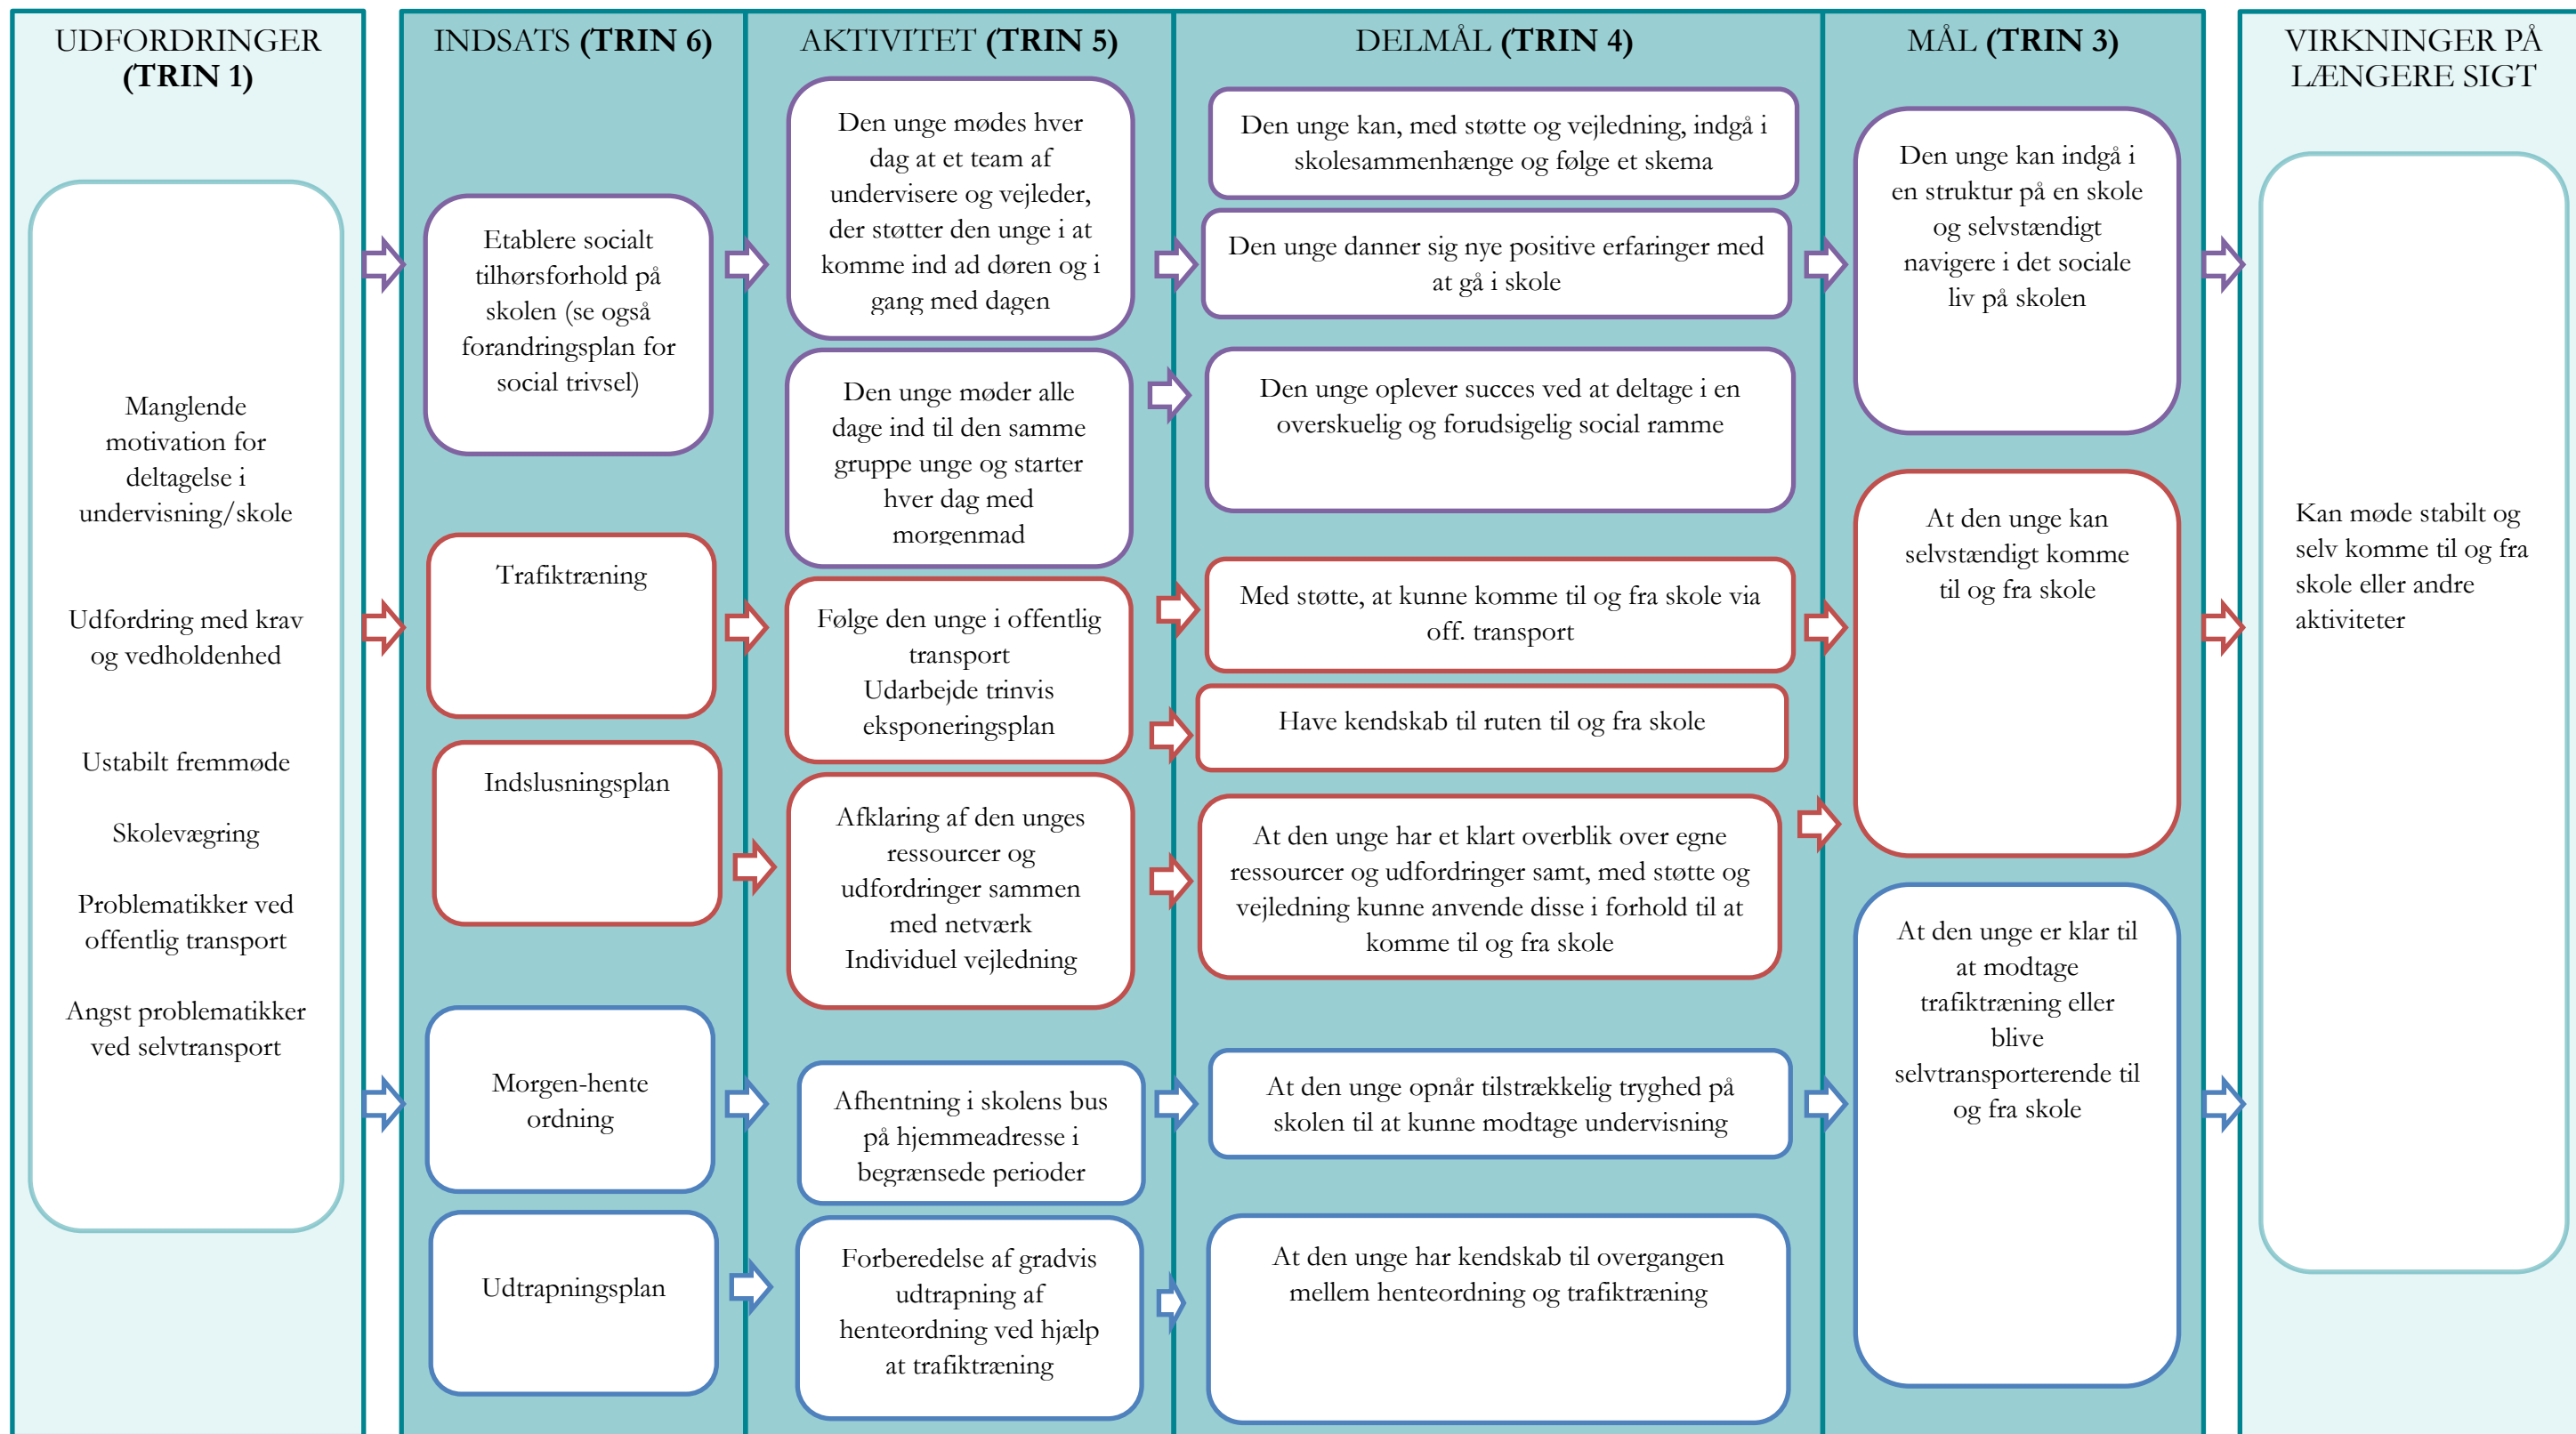 UDFORDRINGER
(TRIN 1)
Manglende
motivation for
deltagelse i
undervisning/skole
Udfordring med krav
og vedholdenhed
Ustabilt fremmøde
Skolevægring
Problematikker ved
offentlig transport
Angst problematikker
ved selvtransport
INDSATS (TRIN 6)
Etablere socialt
tilhørsforhold på
skolen (se også
forandringsplan for
social trivsel)
Trafiktræning
Indslusningsplan
Morgen-hente
ordning
Udtrapningsplan
AKTIVITET (TRIN 5)
Den unge mødes hver
dag at et team af
undervisere og vejleder,
der støtter den unge i at
komme ind ad døren og i
gang med dagen
Den unge møder alle
dage ind til den samme
gruppe unge og starter
hver dag med
morgenmad
Følge den unge i offentlig
transport
Udarbejde trinvis
eksponeringsplan
Afklaring af den unges
ressourcer og
udfordringer sammen
med netværk
Individuel vejledning
Afhentning i skolens bus
på hjemmeadresse i
begrænsede perioder
Forberedelse af gradvis
udtrapning af
henteordning ved hjælp
at trafiktræning
DELMÅL (TRIN 4)
Den unge kan, med støtte og vejledning, indgå i
skolesammenhænge og følge et skema
Den unge danner sig nye positive erfaringer med
at gå i skole
Den unge oplever succes ved at deltage i en
overskuelig og forudsigelig social ramme
Med støtte, at kunne komme til og fra skole via
off. transport
Have kendskab til ruten til og fra skole
At den unge har et klart overblik over egne
ressourcer og udfordringer samt, med støtte og
vejledning kunne anvende disse i forhold til at
komme til og fra skole
At den unge opnår tilstrækkelig tryghed på
skolen til at kunne modtage undervisning
At den unge har kendskab til overgangen
mellem henteordning og trafiktræning
MÅL (TRIN 3)
Den unge kan indgå i
en struktur på en skole
og selvstændigt
navigere i det sociale
liv på skolen
At den unge kan
selvstændigt komme
til og fra skole
At den unge er klar til
at modtage
trafiktræning eller
blive
selvtransporterende til
og fra skole
VIRKNINGER PÅ
LÆNGERE SIGT
Kan møde stabilt og
selv komme til og fra
skole eller andre
aktiviteter